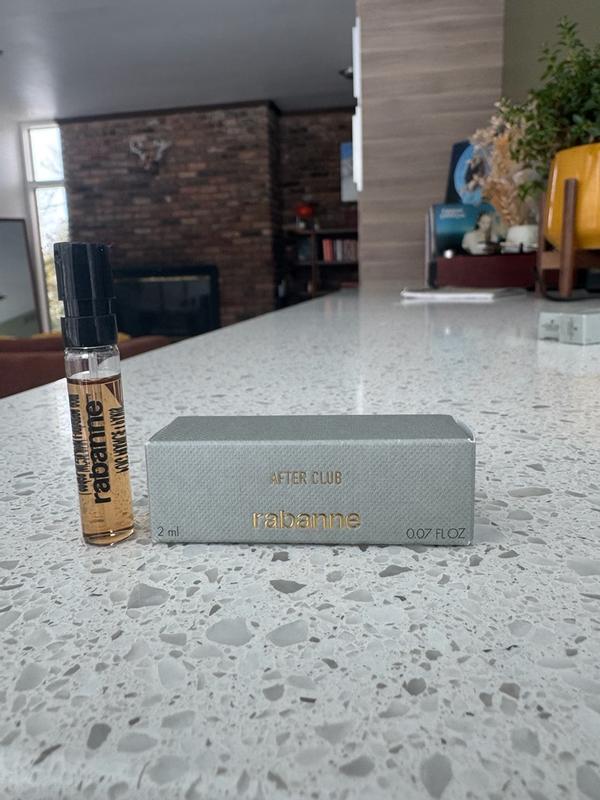 rabanne
AFTER CLUB
rabanne
2 ml
0.07 FL OZ